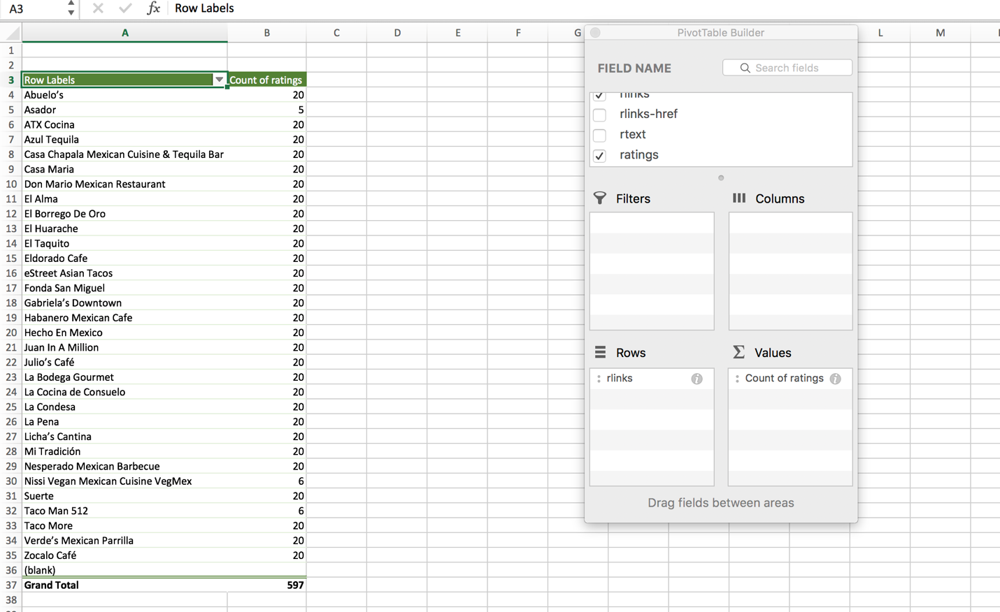 A3 fx Row Labels
A B C D E F G L M
PivotTable Builder
1
2
3 Row Labels Count of ratings
4 Abuelo’s 20
5 Asador 5
6 ATX Cocina 20
7 Azul Tequila 20
8 Casa Chapala Mexican Cuisine & Tequila Bar 20
9 Casa Maria 20
10 Don Mario Mexican Restaurant 20
11 El Alma 20
12 El Borrego De Oro 20
13 El Huarache 20
14 El Taquito 20
15 Eldorado Cafe 20
16 eStreet Asian Tacos 20
17 Fonda San Miguel 20
18 Gabriela’s Downtown 20
19 Habanero Mexican Cafe 20
20 Hecho En Mexico 20
21 Juan In A Million 20
22 Julio’s Café 20
23 La Bodega Gourmet 20
24 La Cocina de Consuelo 20
25 La Condesa 20
26 La Pena 20
27 Licha’s Cantina 20
28 Mi Tradición 20
29 Nesperado Mexican Barbecue 20
30 Nissi Vegan Mexican Cuisine VegMex 6
31 Suerte 20
32 Taco Man 512 6
33 Taco More 20
34 Verde’s Mexican Parrilla 20
35 Zocalo Café 20
36 (blank)
37 Grand Total 597
38
FIELD NAME Search fields
rlinks
rlinks-href
rtext
ratings
Filters Columns
Rows Values
rlinks Count of ratings
Drag fields between areas